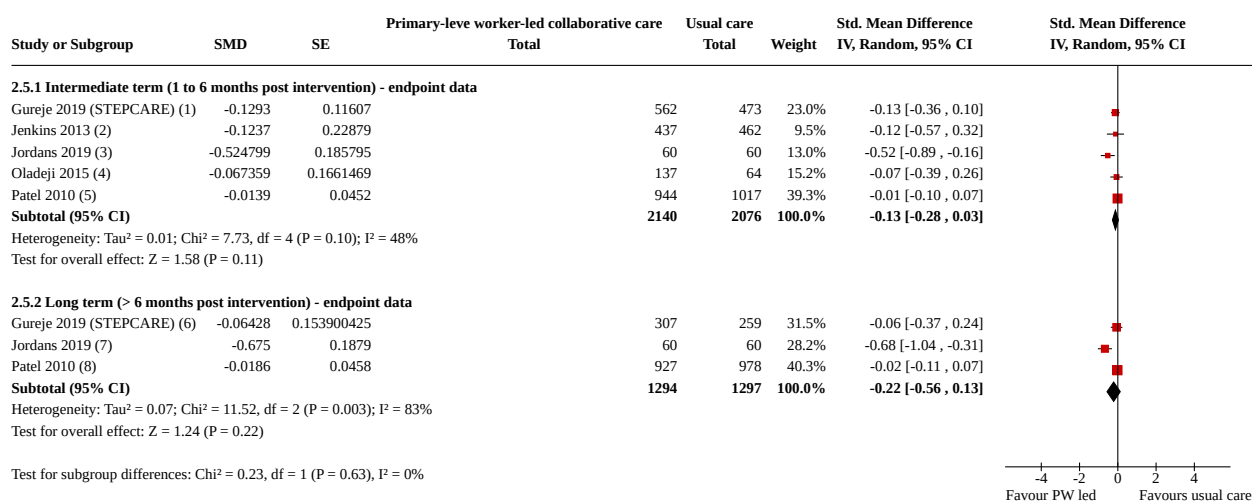 Primary-leve worker-led collaborative care Usual care Std. Mean Difference Std. Mean Difference
Study or Subgroup SMD SE Total Total Weight IV, Random, 95% CI IV, Random, 95% CI
2.5.1 Intermediate term (1 to 6 months post intervention) - endpoint data
Gureje 2019 (STEPCARE) (1) -0.1293 0.11607 562 473 23.0% -0.13 [-0.36 , 0.10]
Jenkins 2013 (2) -0.1237 0.22879 437 462 9.5% -0.12 [-0.57 , 0.32]
Jordans 2019 (3) -0.524799 0.185795 60 60 13.0% -0.52 [-0.89 , -0.16]
Oladeji 2015 (4) -0.067359 0.1661469 137 64 15.2% -0.07 [-0.39 , 0.26]
Patel 2010 (5) -0.0139 0.0452 944 1017 39.3% -0.01 [-0.10 , 0.07]
Subtotal (95% CI) 2140 2076 100.0% -0.13 [-0.28 , 0.03]
Heterogeneity: Tau² = 0.01; Chi² = 7.73, df = 4 (P = 0.10); I² = 48%
Test for overall effect: Z = 1.58 (P = 0.11)
2.5.2 Long term (> 6 months post intervention) - endpoint data
Gureje 2019 (STEPCARE) (6) -0.06428 0.153900425 307 259 31.5% -0.06 [-0.37 , 0.24]
Jordans 2019 (7) -0.675 0.1879 60 60 28.2% -0.68 [-1.04 , -0.31]
Patel 2010 (8) -0.0186 0.0458 927 978 40.3% -0.02 [-0.11 , 0.07]
Subtotal (95% CI) 1294 1297 100.0% -0.22 [-0.56 , 0.13]
Heterogeneity: Tau² = 0.07; Chi² = 11.52, df = 2 (P = 0.003); I² = 83%
Test for overall effect: Z = 1.24 (P = 0.22)
Test for subgroup differences: Chi² = 0.23, df = 1 (P = 0.63), I² = 0%
-4 -2 0 2 4
Favour PW led Favours usual care